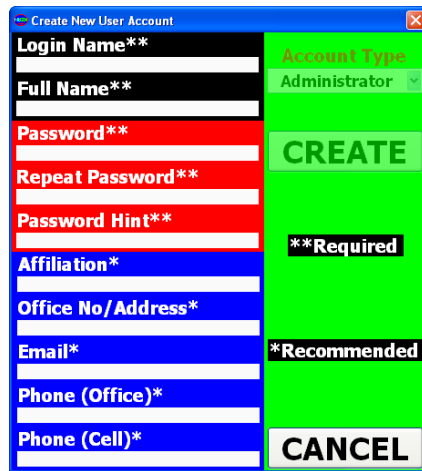 Create New User Account
Login Name**
Full Name**
Password**
Repeat Password**
Password Hint**
Affiliation*
Office No/Address*
Email*
Phone (Office)*
Phone (Cell)*
Account Type
Administrator
CREATE
**Required
*Recommended
CANCEL